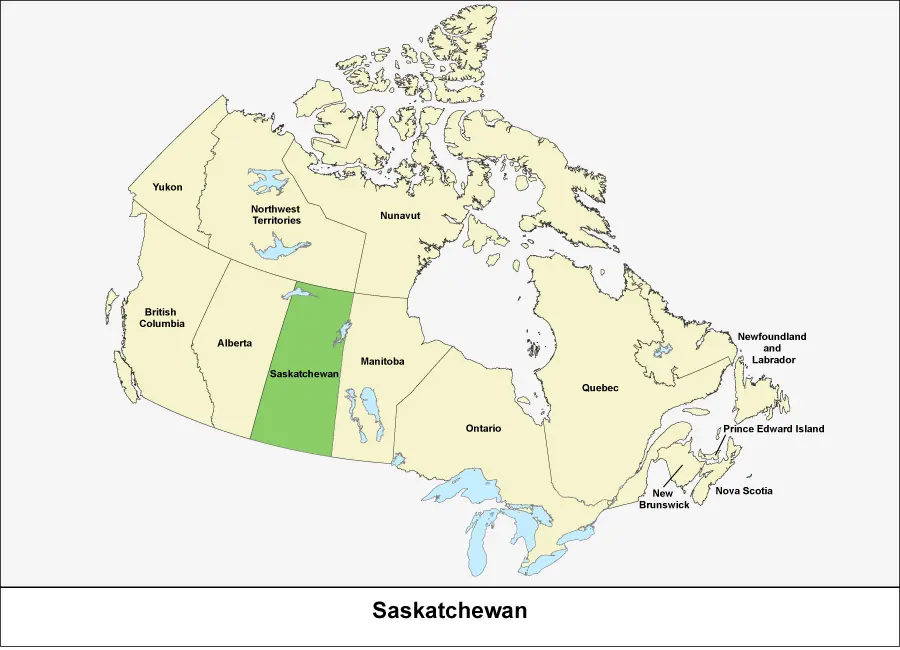 Yukon
Northwest
Territories
Nunavut
British
Columbia
Alberta
Saskatchewan
Manitoba
Ontario
Quebec
Newfoundland
and
Labrador
Prince Edward Island
Nova Scotia
New
Brunswick
Saskatchewan